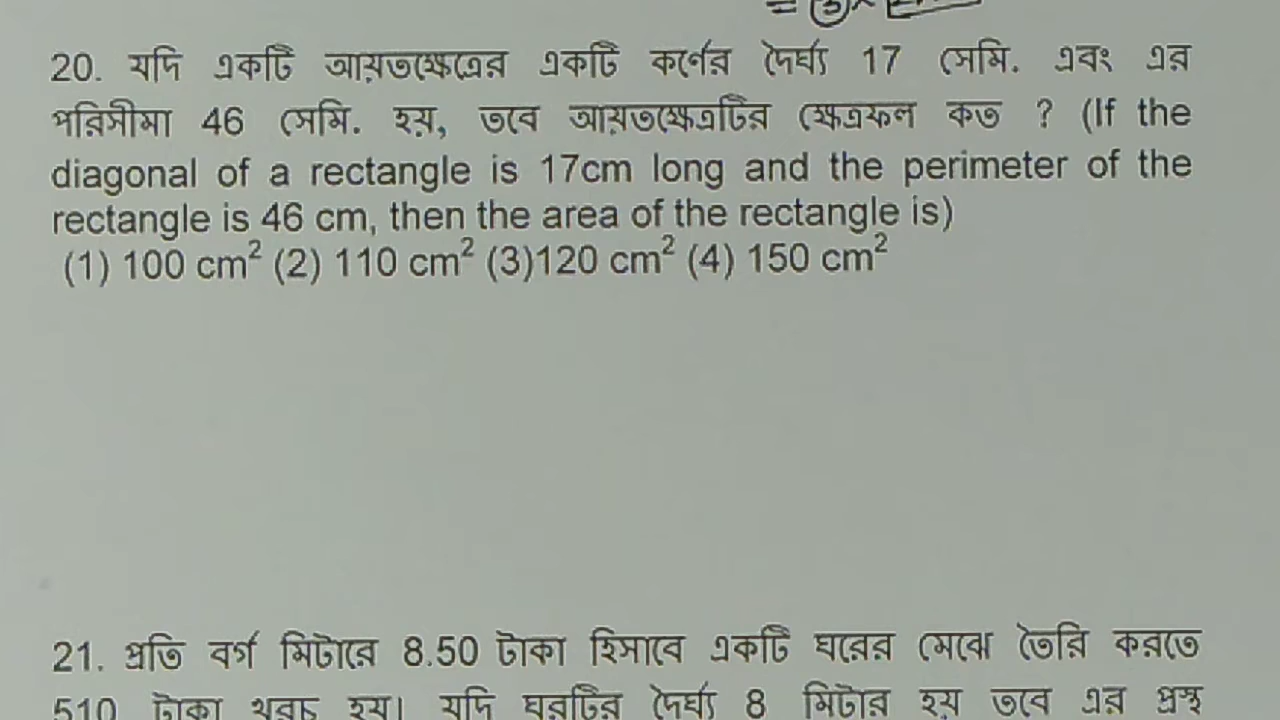 = 3 ×
20. যদি একটি আয়তক্ষেত্রের একটি কর্ণের দৈর্ঘ্য 17 সেমি. এবং এর
পরিসীমা 46 সেমি. হয়, তবে আয়তক্ষেত্রটির ক্ষেত্রফল কত ? (If the
diagonal of a rectangle is 17cm long and the perimeter of the
rectangle is 46 cm, then the area of the rectangle is)
(1) 100 cm² (2) 110 cm² (3)120 cm² (4) 150 cm²
21. প্রতি বর্গ মিটারে 8.50 টাকা হিসাবে একটি ঘরের মেঝে তৈরি করতে
510 টাকা খরচ হয়। যদি ঘরটির দৈর্ঘ্য 8 মিটার হয় তবে এর প্রস্থ